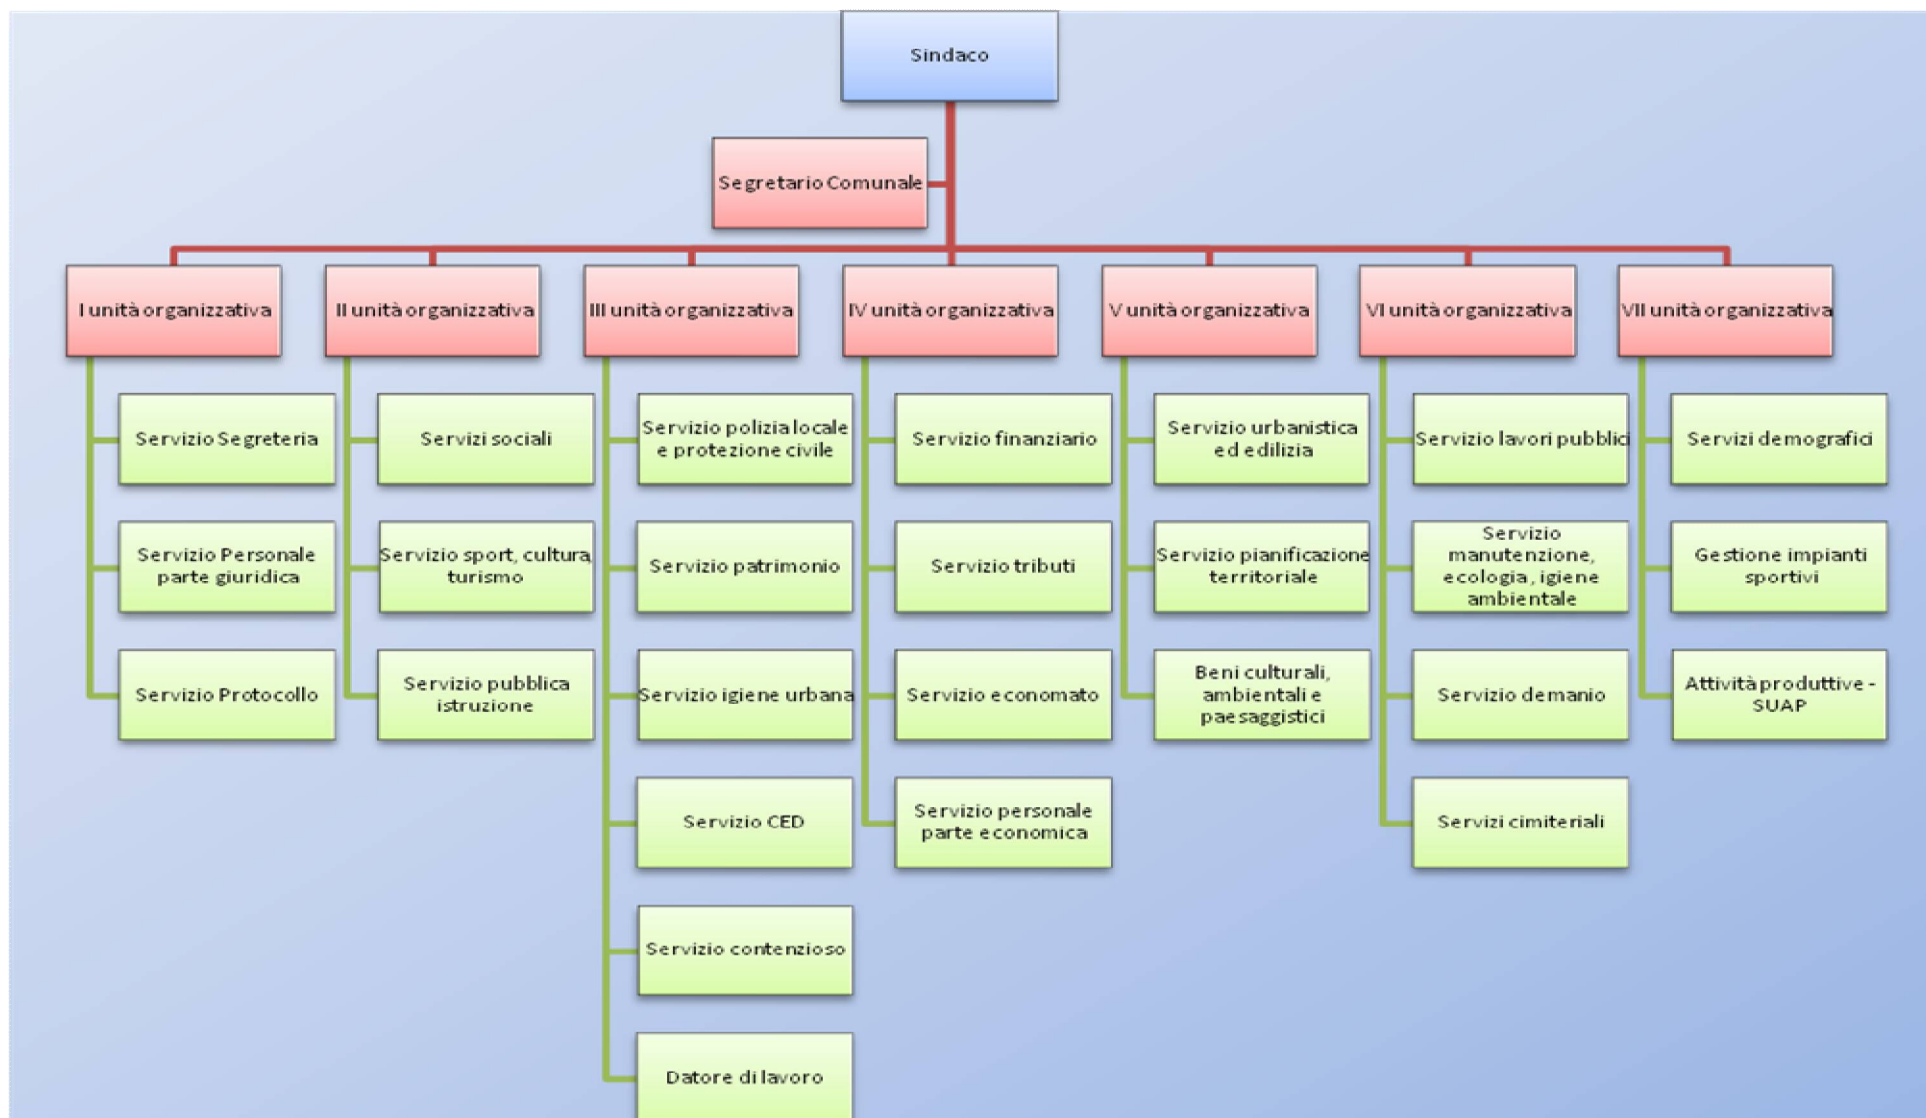 Sindaco
Segretario Comunale
I unità organizzativa
II unità organizzativa
III unità organizzativa
IV unità organizzativa
V unità organizzativa
VI unità organizzativa
VII unità organizzativa
Servizio Segreteria
Servizio Personale
parte giuridica
Servizio Protocollo
Servizi sociali
Servizio sport, cultura,
turismo
Servizio pubblica
istruzione
Servizio polizia locale
e protezione civile
Servizio patrimonio
Servizio igiene urbana
Servizio CED
Servizio contenzioso
Datore di lavoro
Servizio finanziario
Servizio tributi
Servizio economato
Servizio personale
parte economica
Servizio urbanistica
ed edilizia
Servizio pianificazione
territoriale
Beni culturali,
ambientali e
paesaggistici
Servizio lavori pubblici
Servizio
manutenzione,
ecologia, igiene
ambientale
Servizio demanio
Servizi cimiteriali
Servizi demografici
Gestione impianti
sportivi
Attività produttive -
SUAP